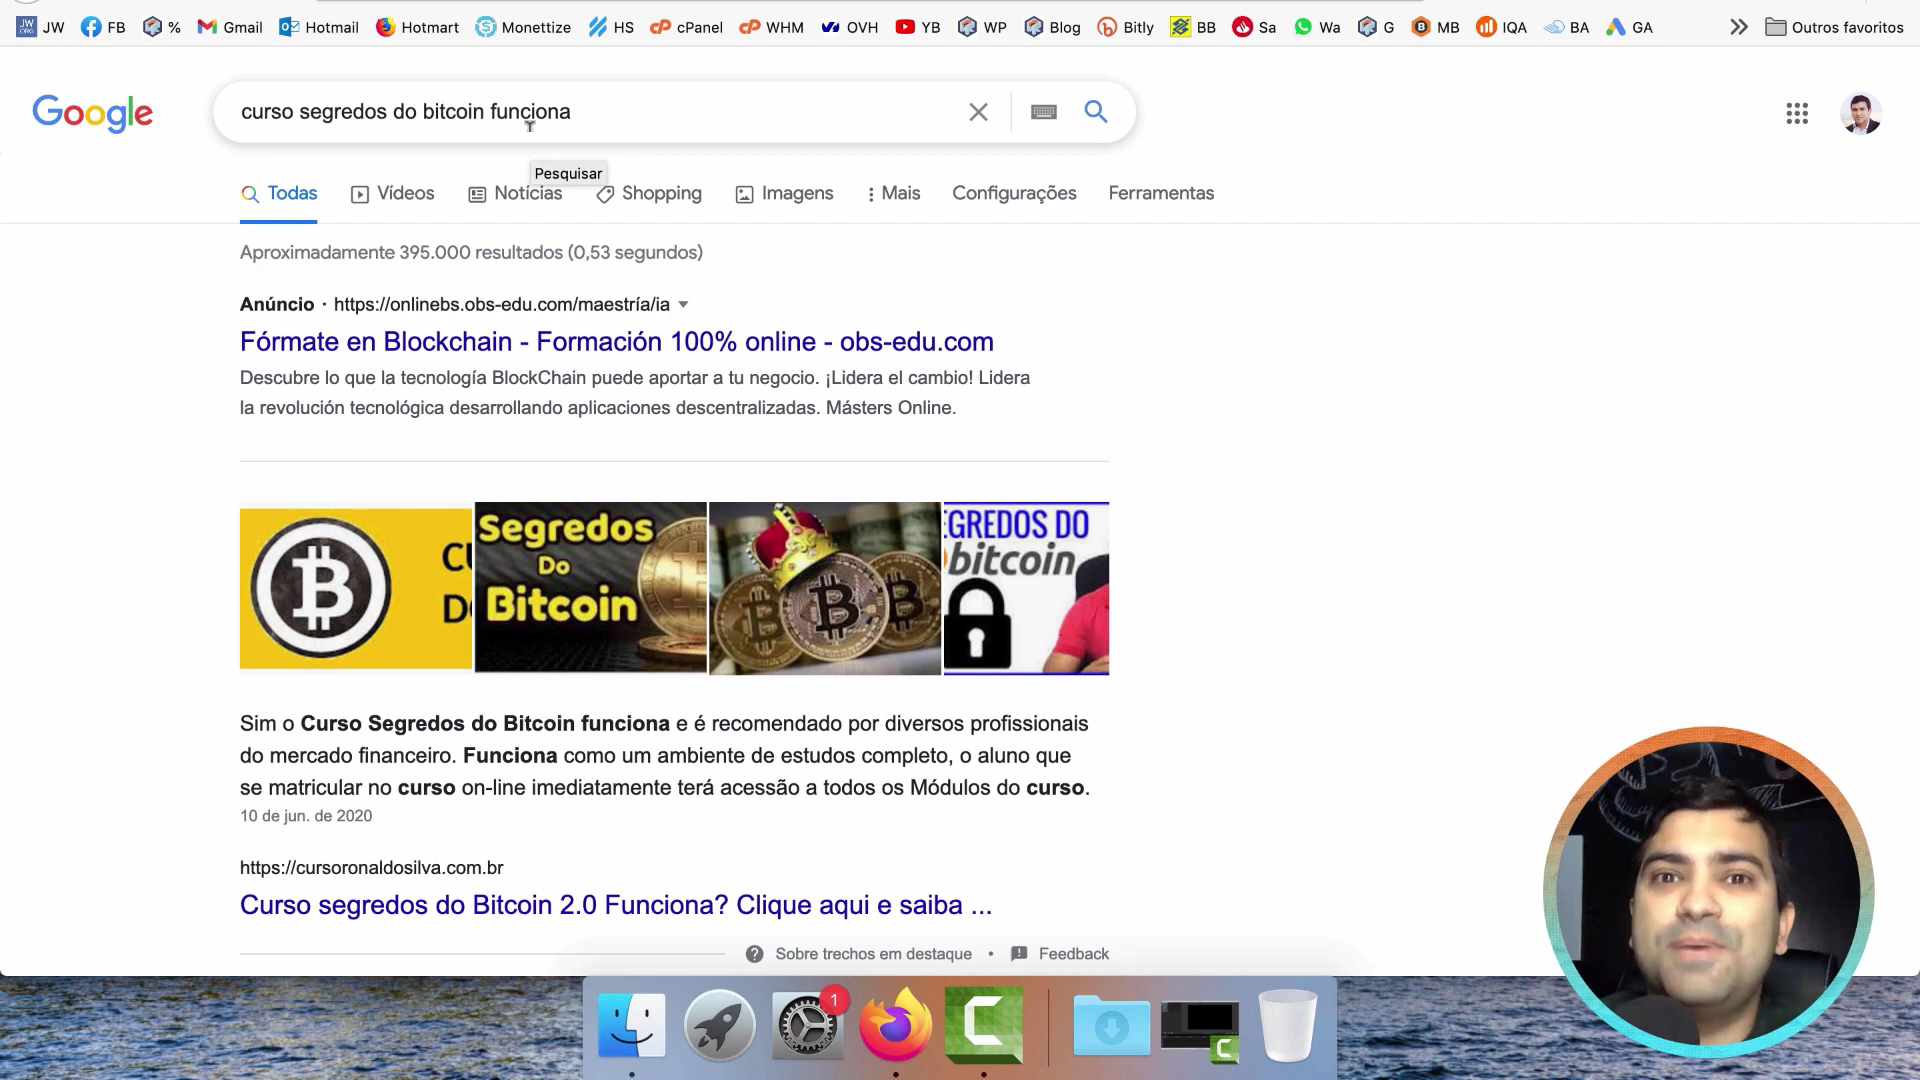 JW FB % Gmail Hotmail Hotmart Monettize HS cPanel WHM OVH YB WP Blog Bitly BB Sa Wa G MB IQA BA GA Outros favoritos
Google
curso segredos do bitcoin funciona
Pesquisar
Todas Vídeos Notícias Shopping Imagens Mais Configurações Ferramentas
Aproximadamente 395.000 resultados (0,53 segundos)
Anúncio · https://onlinebs.obs-edu.com/maestría/ia
Fórmate en Blockchain - Formación 100% online - obs-edu.com
Descubre lo que la tecnología BlockChain puede aportar a tu negocio. ¡Lidera el cambio! Lidera
la revolución tecnológica desarrollando aplicaciones descentralizadas. Másters Online.
Segredos
Do
Bitcoin
EGREDOS DO
bitcoin
Sim o Curso Segredos do Bitcoin funciona e é recomendado por diversos profissionais
do mercado financeiro. Funciona como um ambiente de estudos completo, o aluno que
se matricular no curso on-line imediatamente terá acessão a todos os Módulos do curso.
10 de jun. de 2020
https://cursoronaldosilva.com.br
Curso segredos do Bitcoin 2.0 Funciona? Clique aqui e saiba ...
Sobre trechos em destaque • Feedback
1